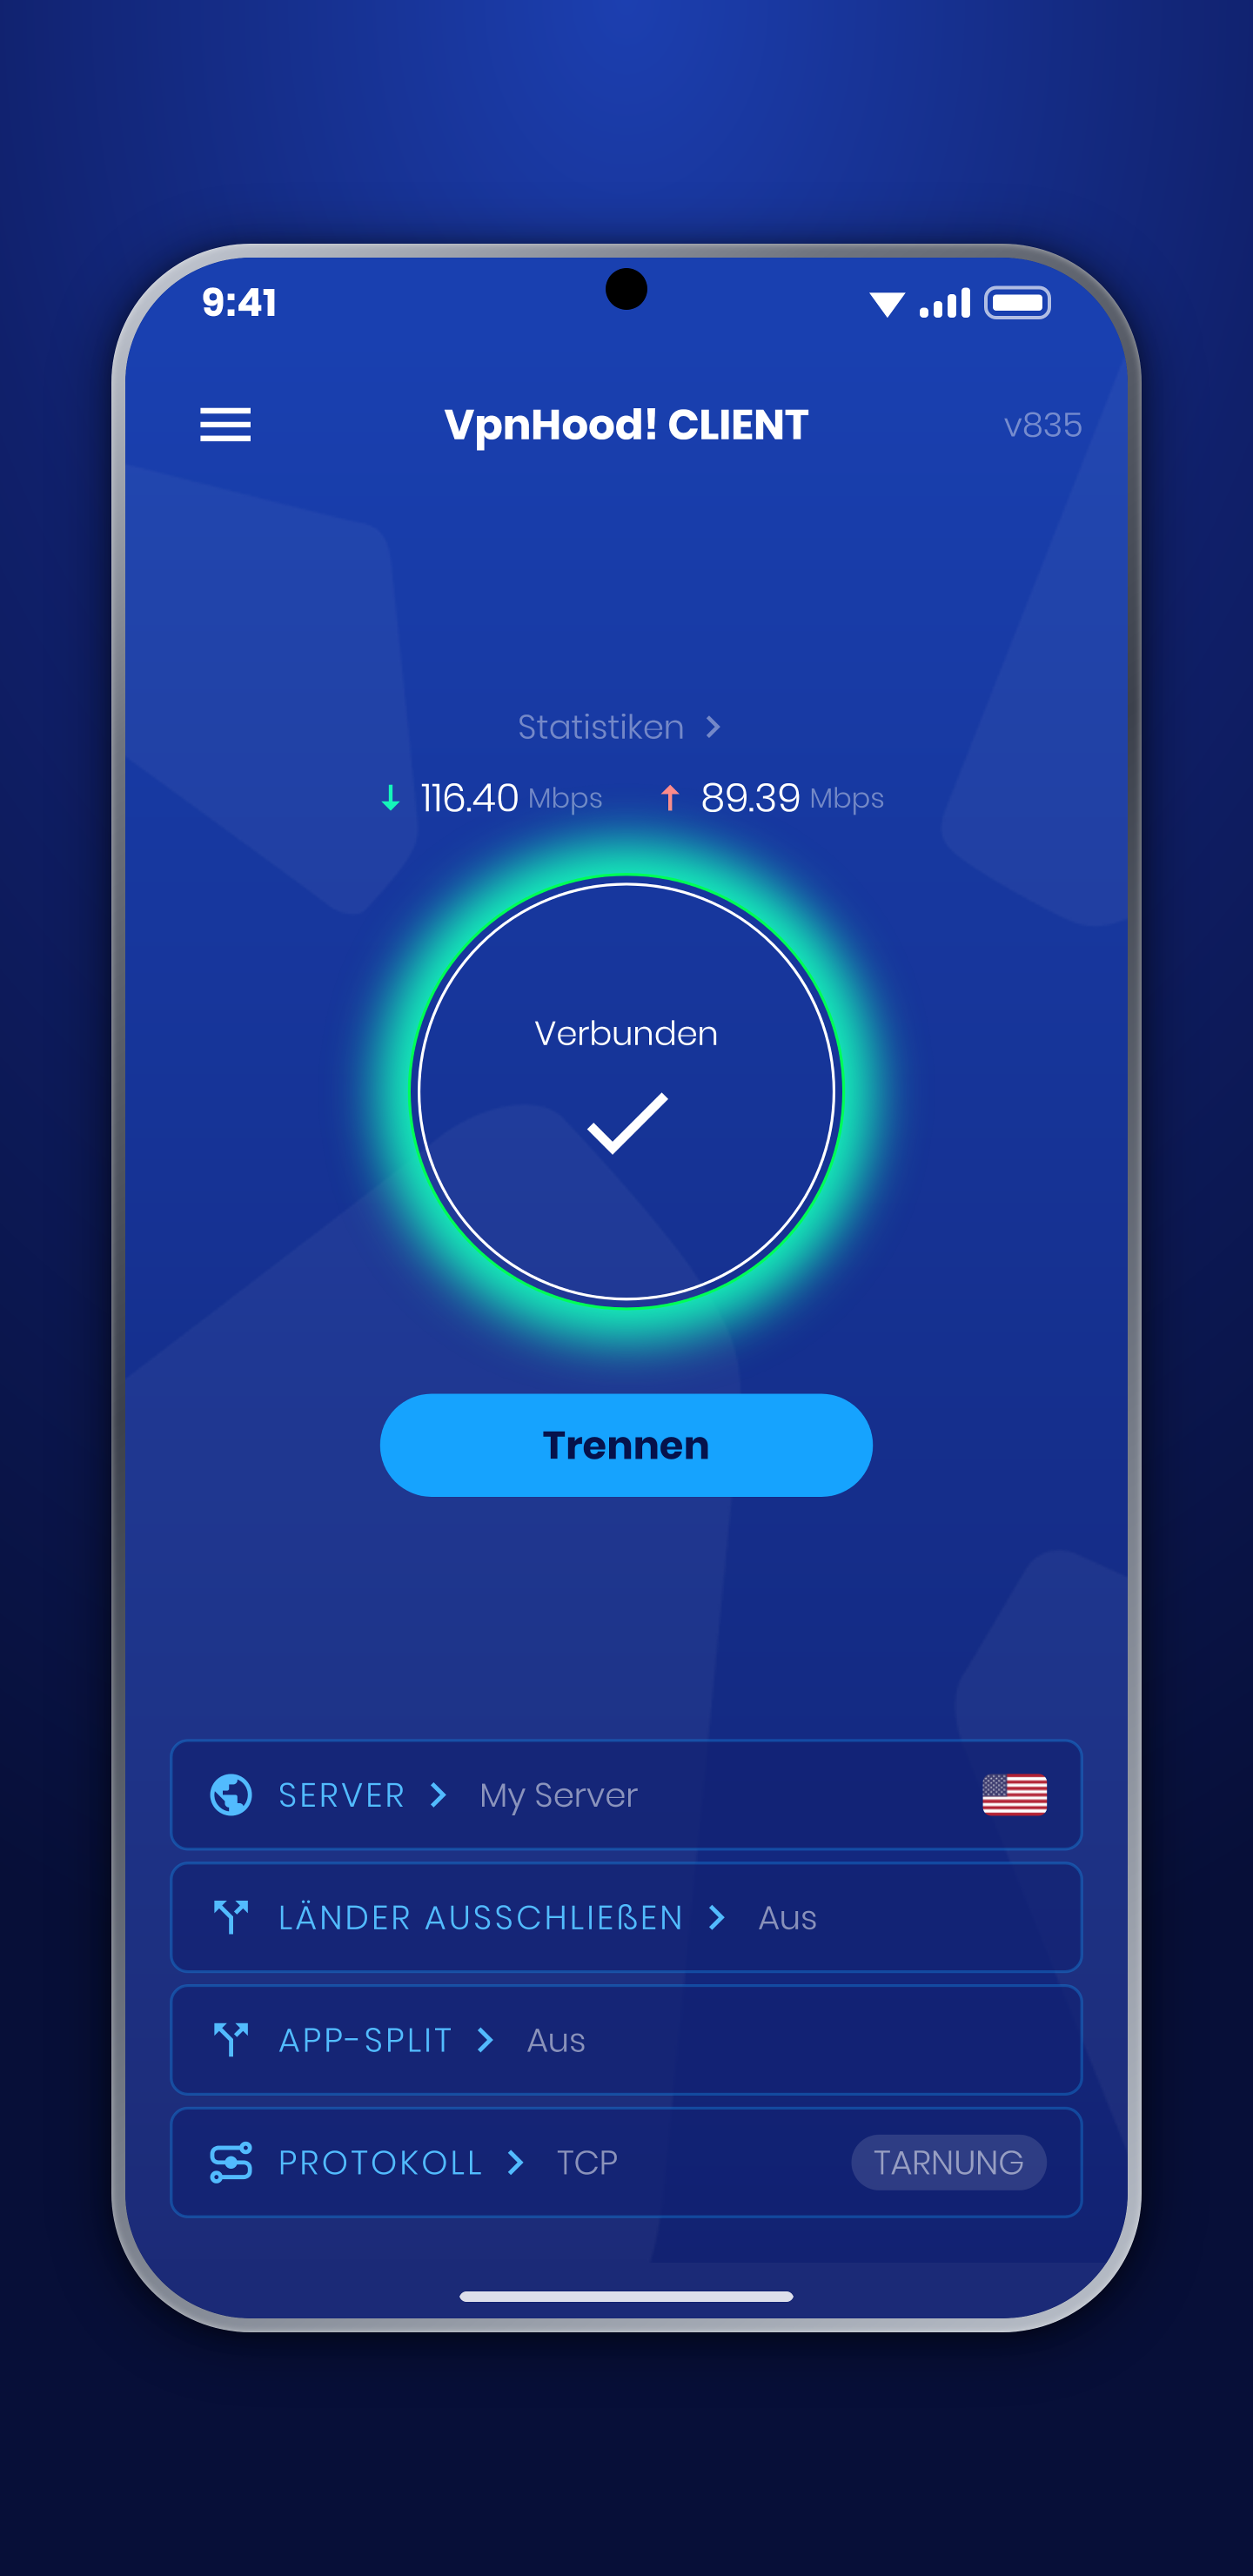 9:41
VpnHood! CLIENT v835
Statistiken
116.40 Mbps 89.39 Mbps
Verbunden
Trennen
SERVER My Server
LÄNDER AUSSCHLIEßEN Aus
APP-SPLIT Aus
PROTOKOLL TCP TARNUNG